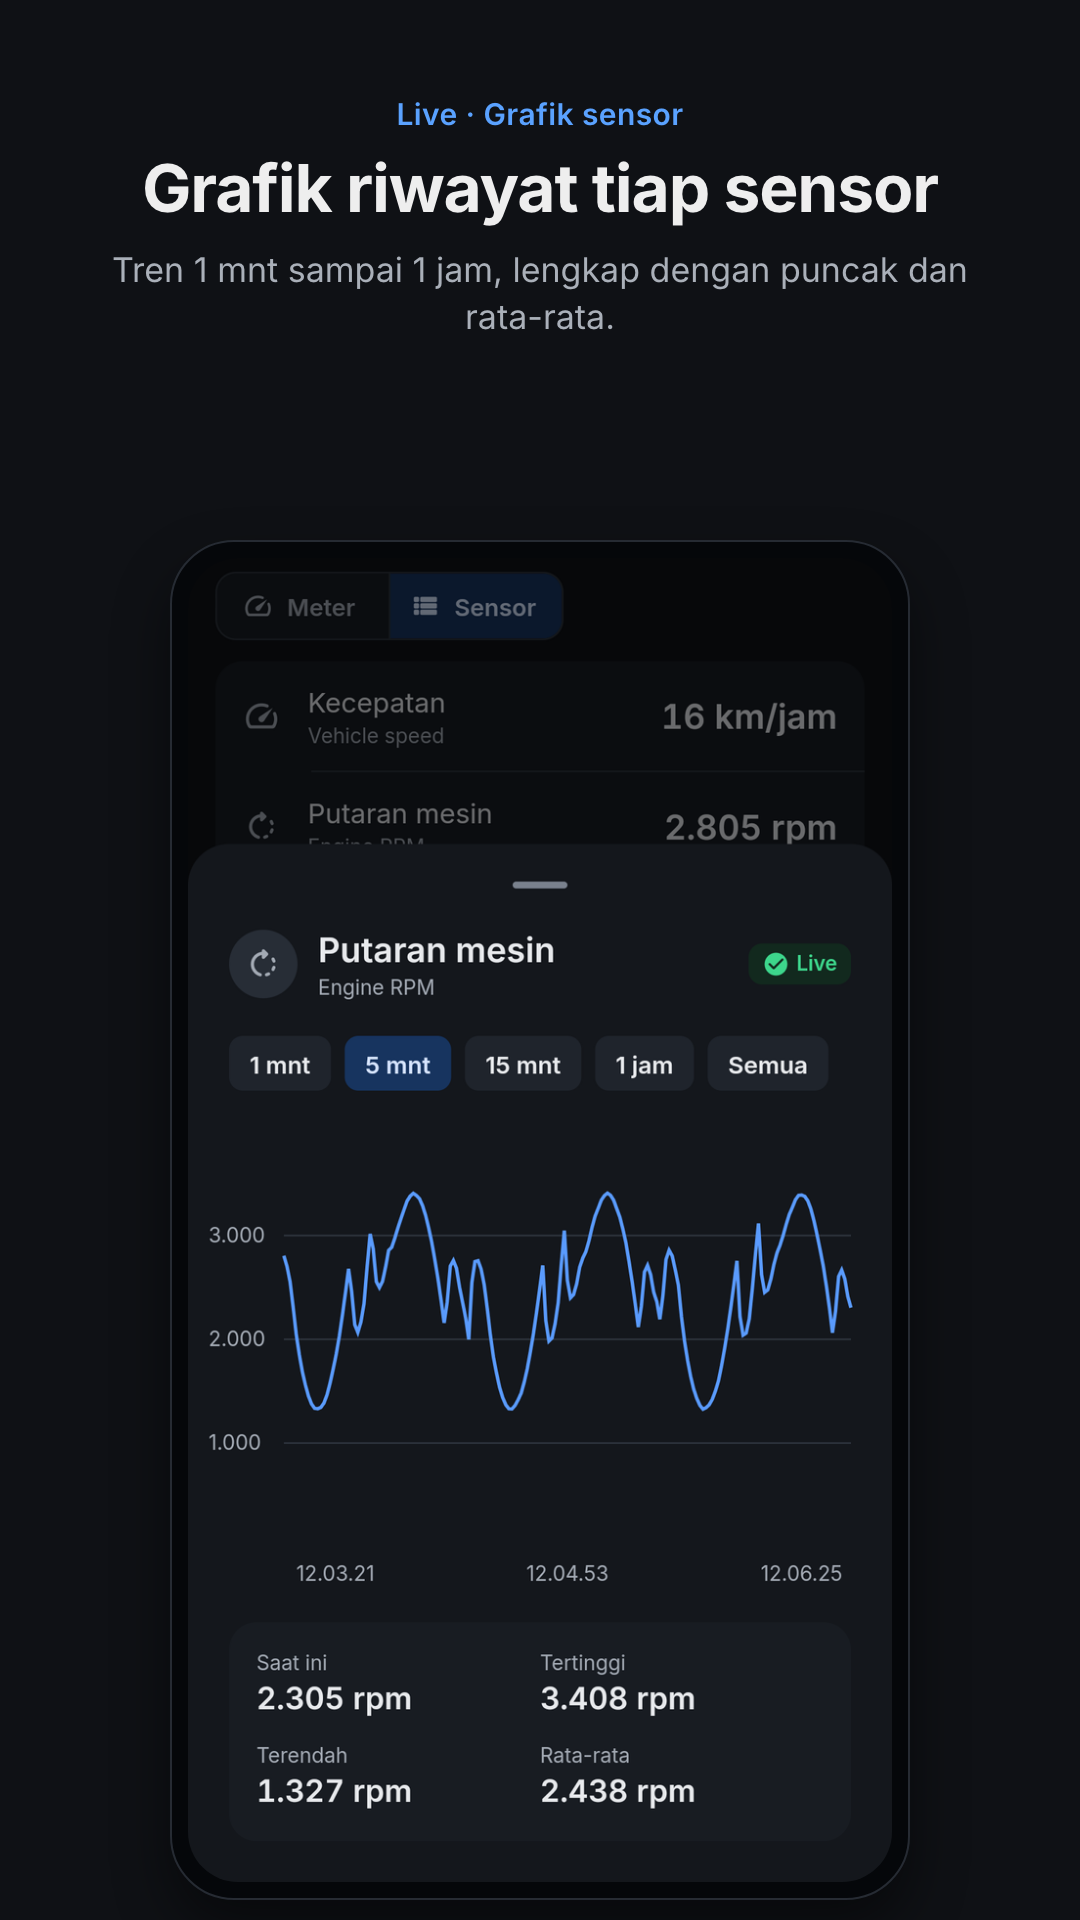 Live · Grafik sensor
Grafik riwayat tiap sensor
Tren 1 mnt sampai 1 jam, lengkap dengan puncak dan
rata-rata.
Meter
Sensor
Kecepatan
Vehicle speed
16 km/jam
Putaran mesin
Engine RPM
2.805 rpm
Putaran mesin
Engine RPM
Live
1 mnt
5 mnt
15 mnt
1 jam
Semua
3.000
2.000
1.000
12.03.21
12.04.53
12.06.25
Saat ini
2.305 rpm
Tertinggi
3.408 rpm
Terendah
1.327 rpm
Rata-rata
2.438 rpm